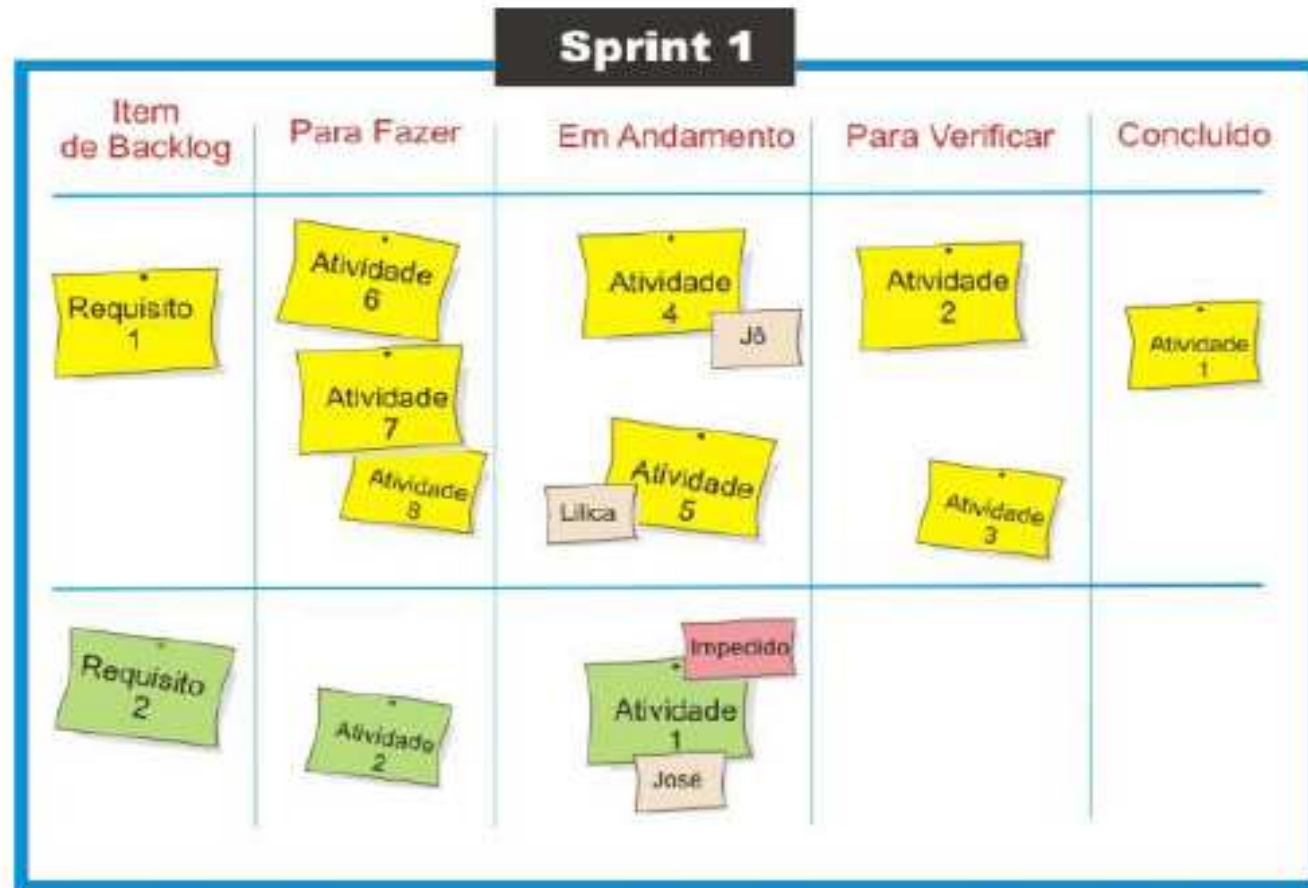 Sprint 1
Item
de Backlog
Para Fazer
Em Andamento
Para Verificar
Concluído
Requisito
1
Atividade
6
Atividade
7
Atividade
8
Atividade
4
Jô
Atividade
5
Lilica
Atividade
2
Atividade
3
Atividade
1
Requisito
2
Atividade
2
Impedido
Atividade
1
Jose